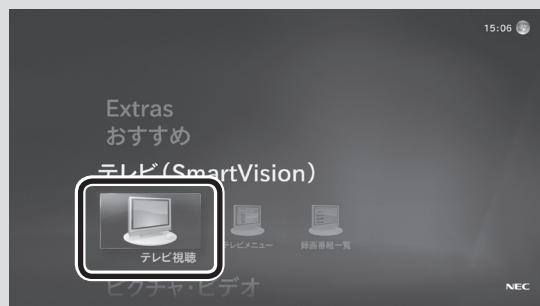 15:06
Extras
おすすめ
テレビ(SmartVision)
テレビ視聴
テレビメニュー
録画番組一覧
ピクチャ・ビデオ
NEC